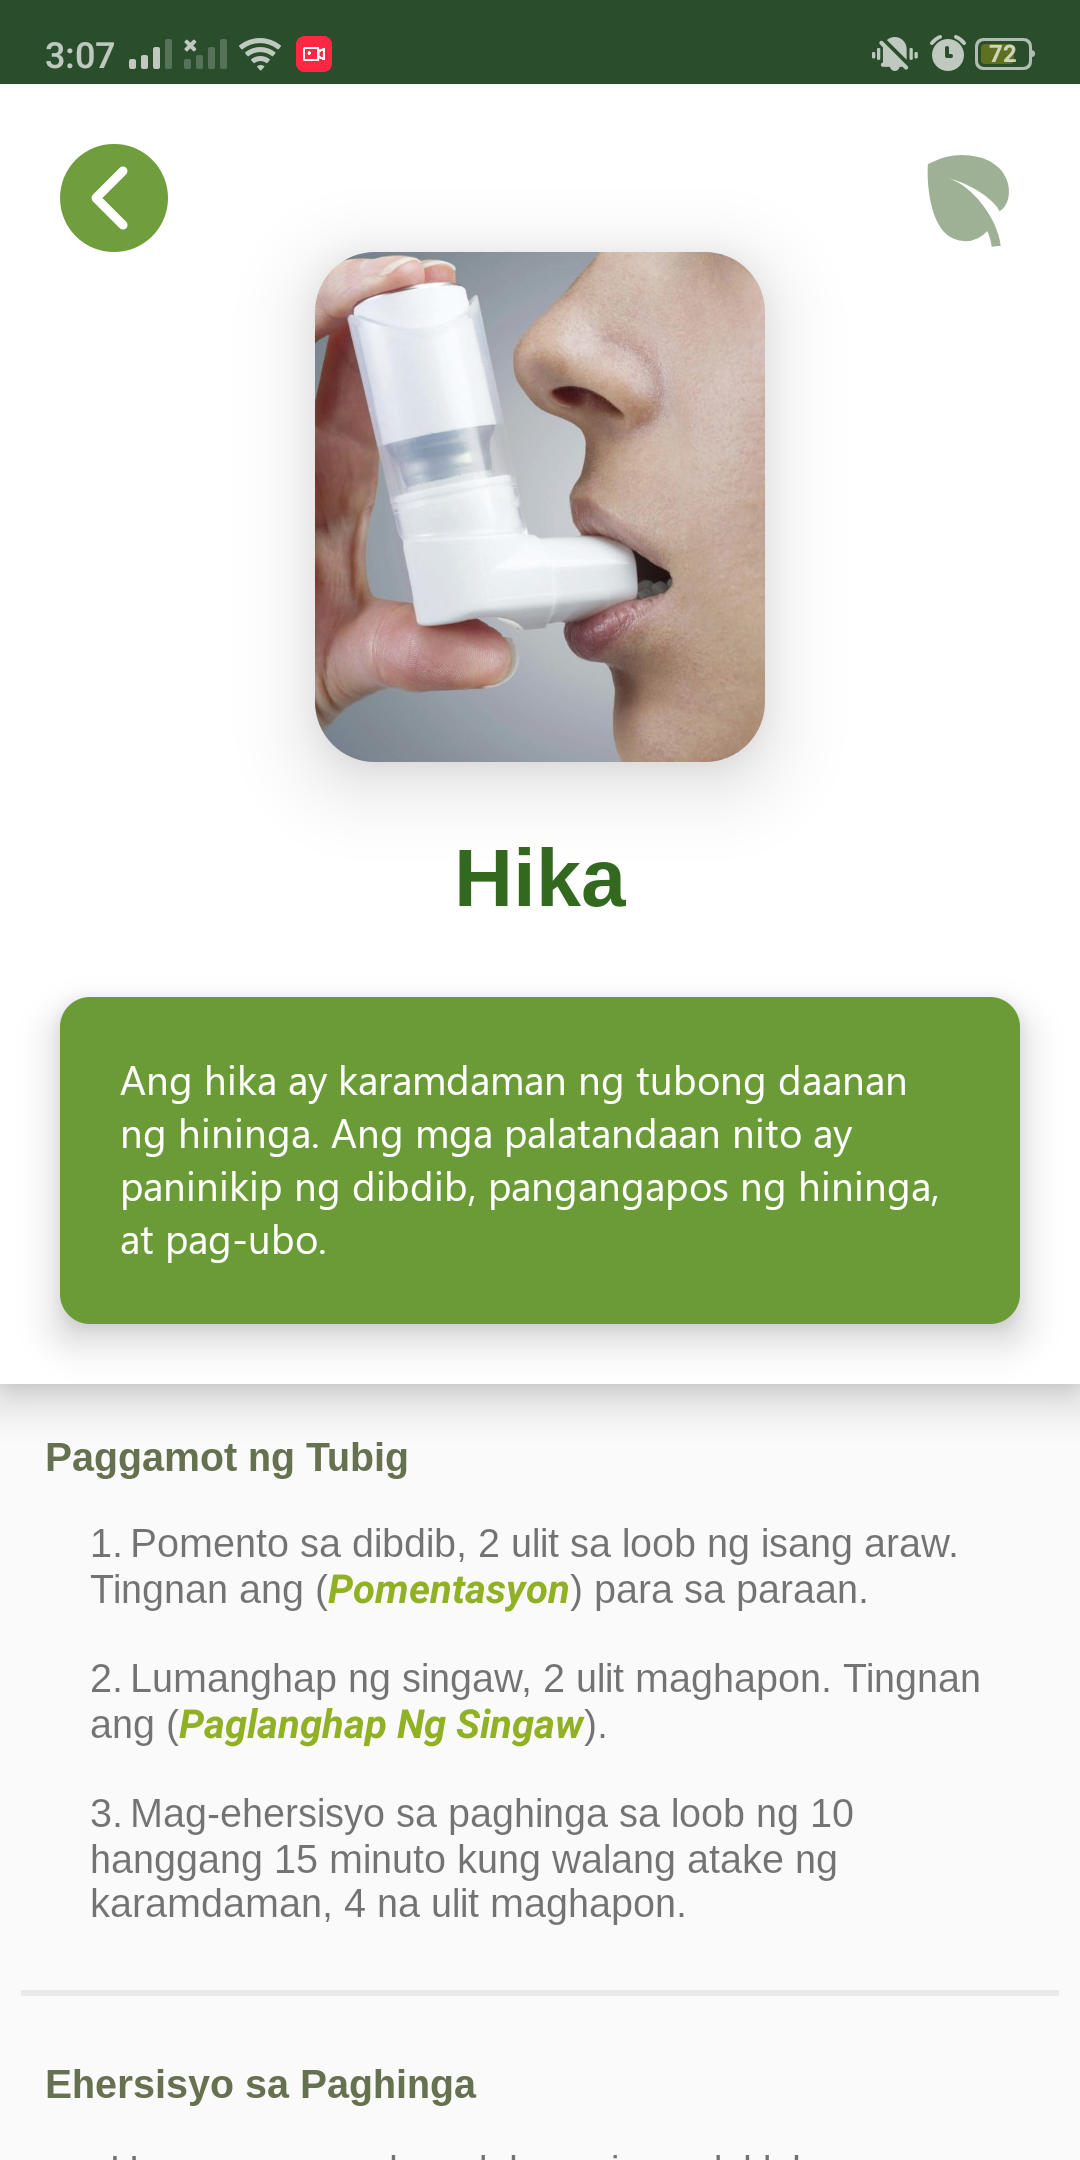 3:07
72
Hika
Ang hika ay karamdaman ng tubong daanan
ng hininga. Ang mga palatandaan nito ay
paninikip ng dibdib, pangangapos ng hininga,
at pag-ubo.
Paggamot ng Tubig
1. Pomento sa dibdib, 2 ulit sa loob ng isang araw.
Tingnan ang (Pomentasyon) para sa paraan.
2. Lumanghap ng singaw, 2 ulit maghapon. Tingnan
ang (Paglanghap Ng Singaw).
3. Mag-ehersisyo sa paghinga sa loob ng 10
hanggang 15 minuto kung walang atake ng
karamdaman, 4 na ulit maghapon.
Ehersisyo sa Paghinga